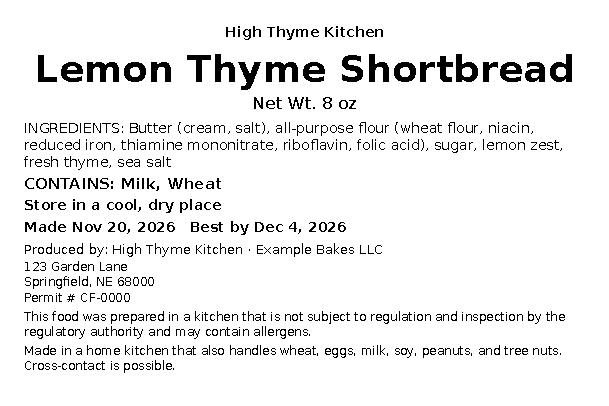 High Thyme Kitchen
Lemon Thyme Shortbread
Net Wt. 8 oz
INGREDIENTS: Butter (cream, salt), all-purpose flour (wheat flour, niacin,
reduced iron, thiamine mononitrate, riboflavin, folic acid), sugar, lemon zest,
fresh thyme, sea salt
CONTAINS: Milk, Wheat
Store in a cool, dry place
Made Nov 20, 2026 Best by Dec 4, 2026
Produced by: High Thyme Kitchen · Example Bakes LLC
123 Garden Lane
Springfield, NE 68000
Permit # CF-0000
This food was prepared in a kitchen that is not subject to regulation and inspection by the
regulatory authority and may contain allergens.
Made in a home kitchen that also handles wheat, eggs, milk, soy, peanuts, and tree nuts.
Cross-contact is possible.